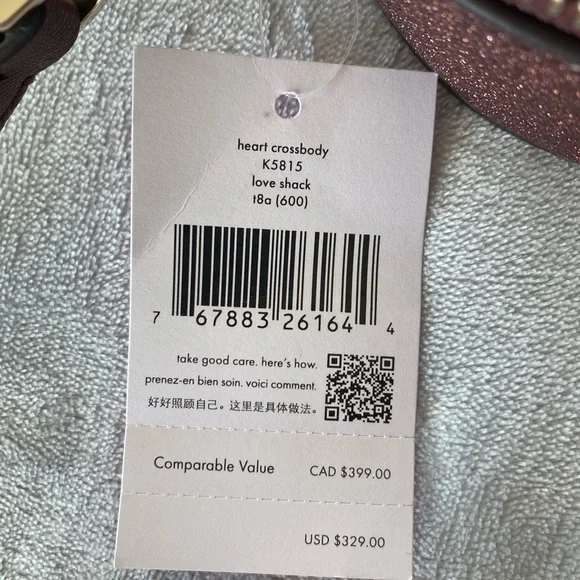 heart crossbody
K5815
love shack
t8a (600)
7 67883 26164 4
take good care. here's how.
prenez-en bien soin. voici comment.
好好照顾自己。这里是具体做法。
Comparable Value CAD $399.00
USD $329.00